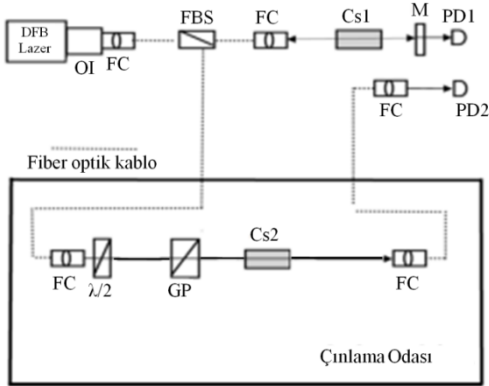 DFB
Lazer
OI
FC
FBS
FC
Cs1
M
PD1
FC
PD2
Fiber optik kablo
FC
λ/2
GP
Cs2
FC
Çınlama Odası